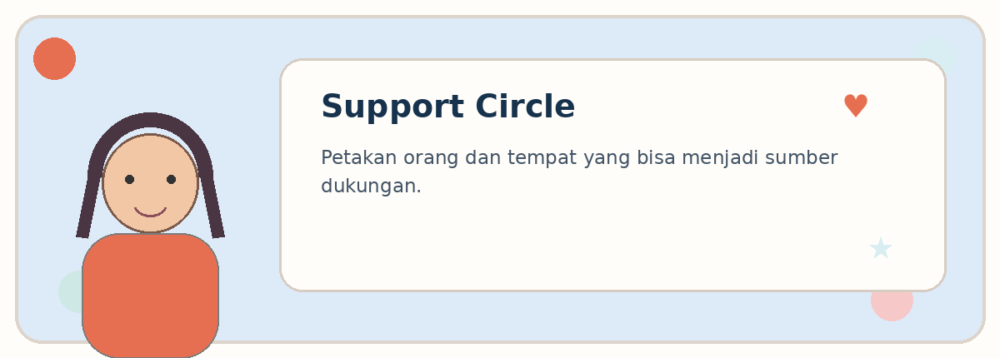 Support Circle
Petakan orang dan tempat yang bisa menjadi sumber
dukungan.